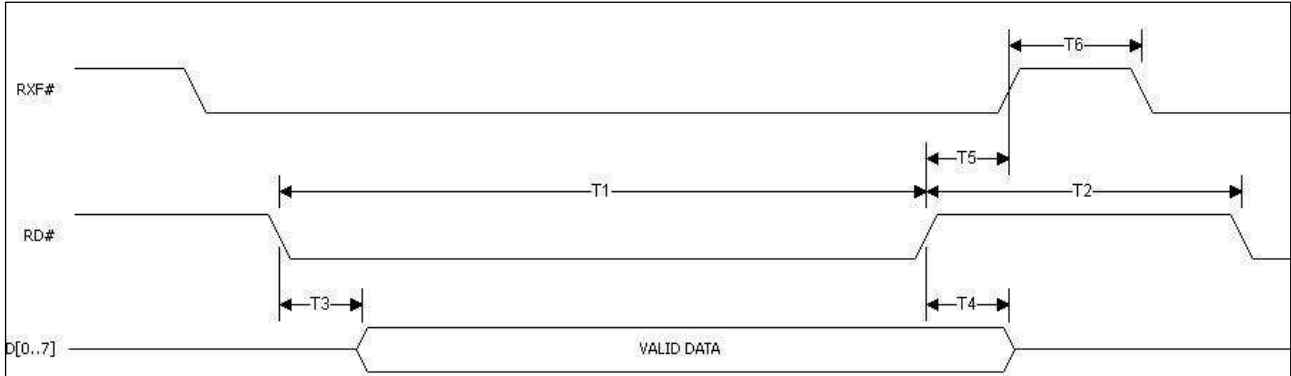 T6
RXF#
T5
T1
T2
RD#
T3
T4
D[0..7]
VALID DATA